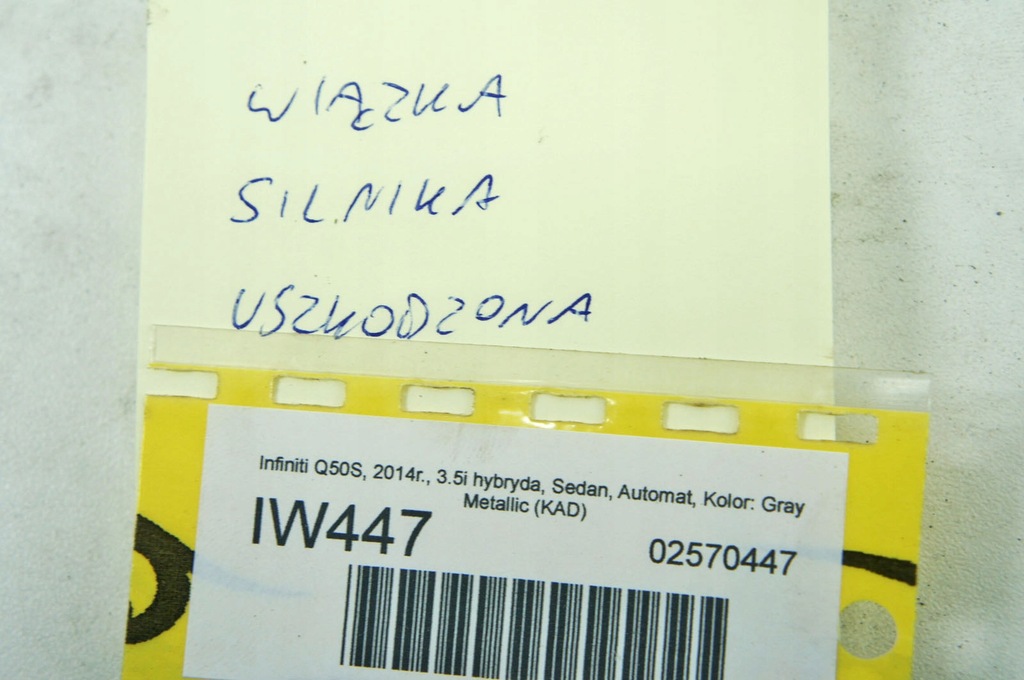 WIĄZKA
SILNIKA
USZKODZONA
Infiniti Q50S, 2014r., 3.5i hybryda, Sedan, Automat, Kolor: Gray
Metallic (KAD)
IW447
02570447